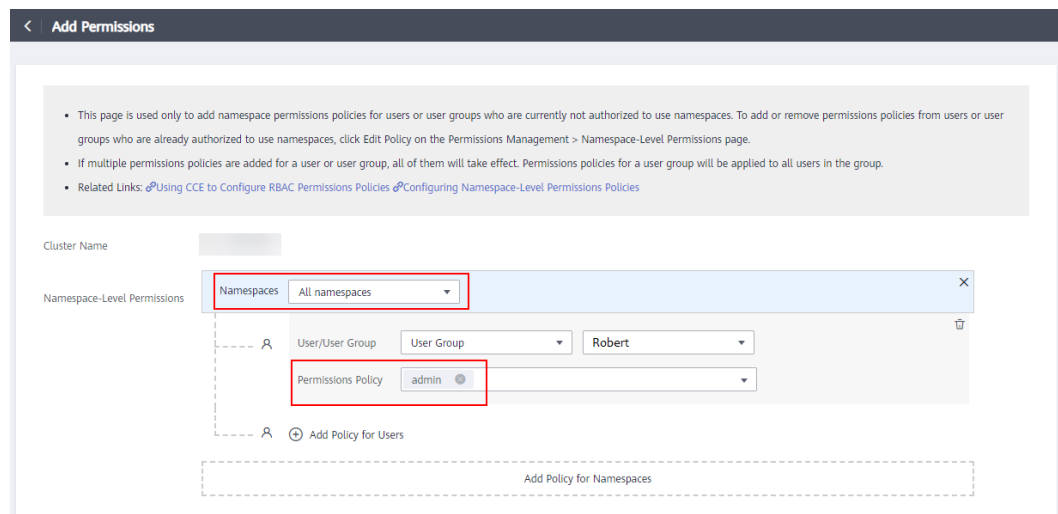 Add Permissions
• This page is used only to add namespace permissions policies for users or user groups who are currently not authorized to use namespaces. To add or remove permissions policies from users or user
groups who are already authorized to use namespaces, click Edit Policy on the Permissions Management > Namespace-Level Permissions page.
• If multiple permissions policies are added for a user or user group, all of them will take effect. Permissions policies for a user group will be applied to all users in the group.
• Related Links: Using CCE to Configure RBAC Permissions Policies Configuring Namespace-Level Permissions Policies
Cluster Name
Namespace-Level Permissions
Namespaces All namespaces
User/User Group User Group Robert
Permissions Policy admin
Add Policy for Users
Add Policy for Namespaces